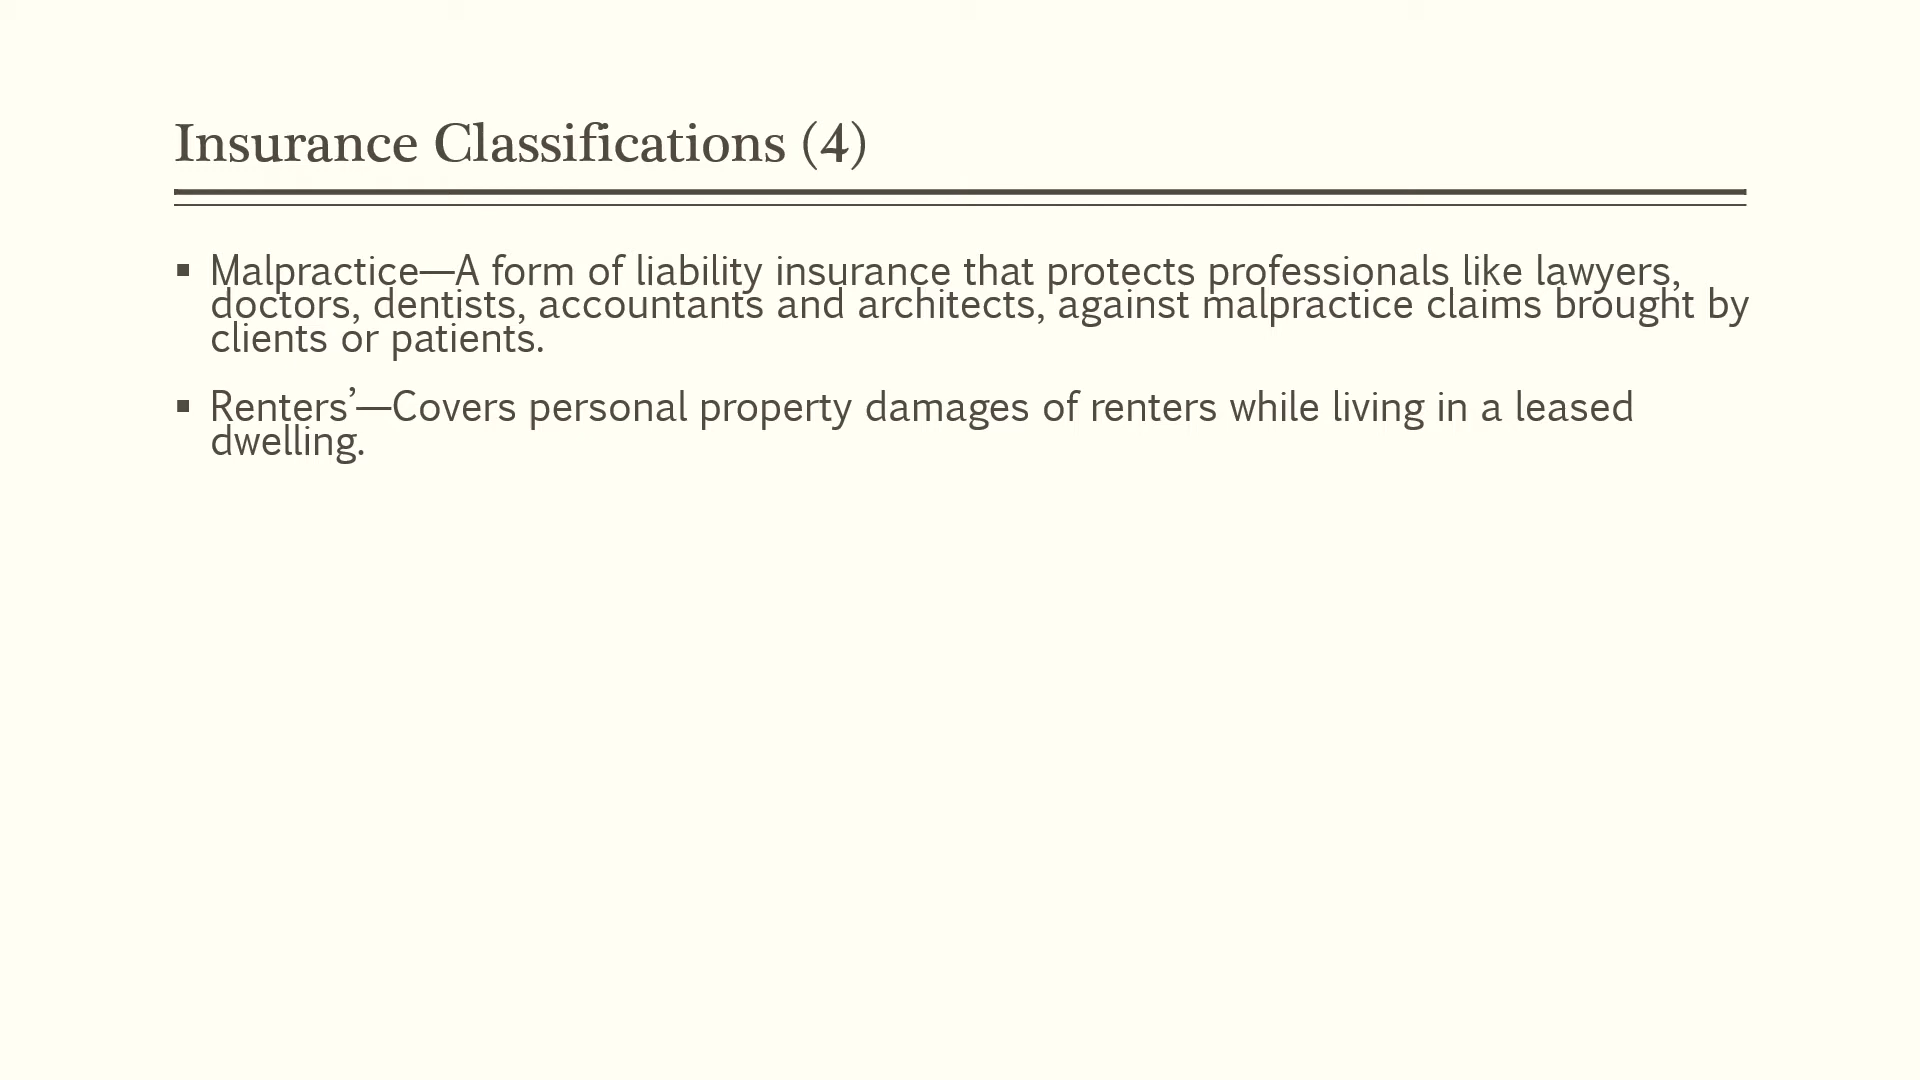 Insurance Classifications (4)
▪ Malpractice—A form of liability insurance that protects professionals like lawyers,
doctors, dentists, accountants and architects, against malpractice claims brought by
clients or patients.
▪ Renters’—Covers personal property damages of renters while living in a leased
dwelling.